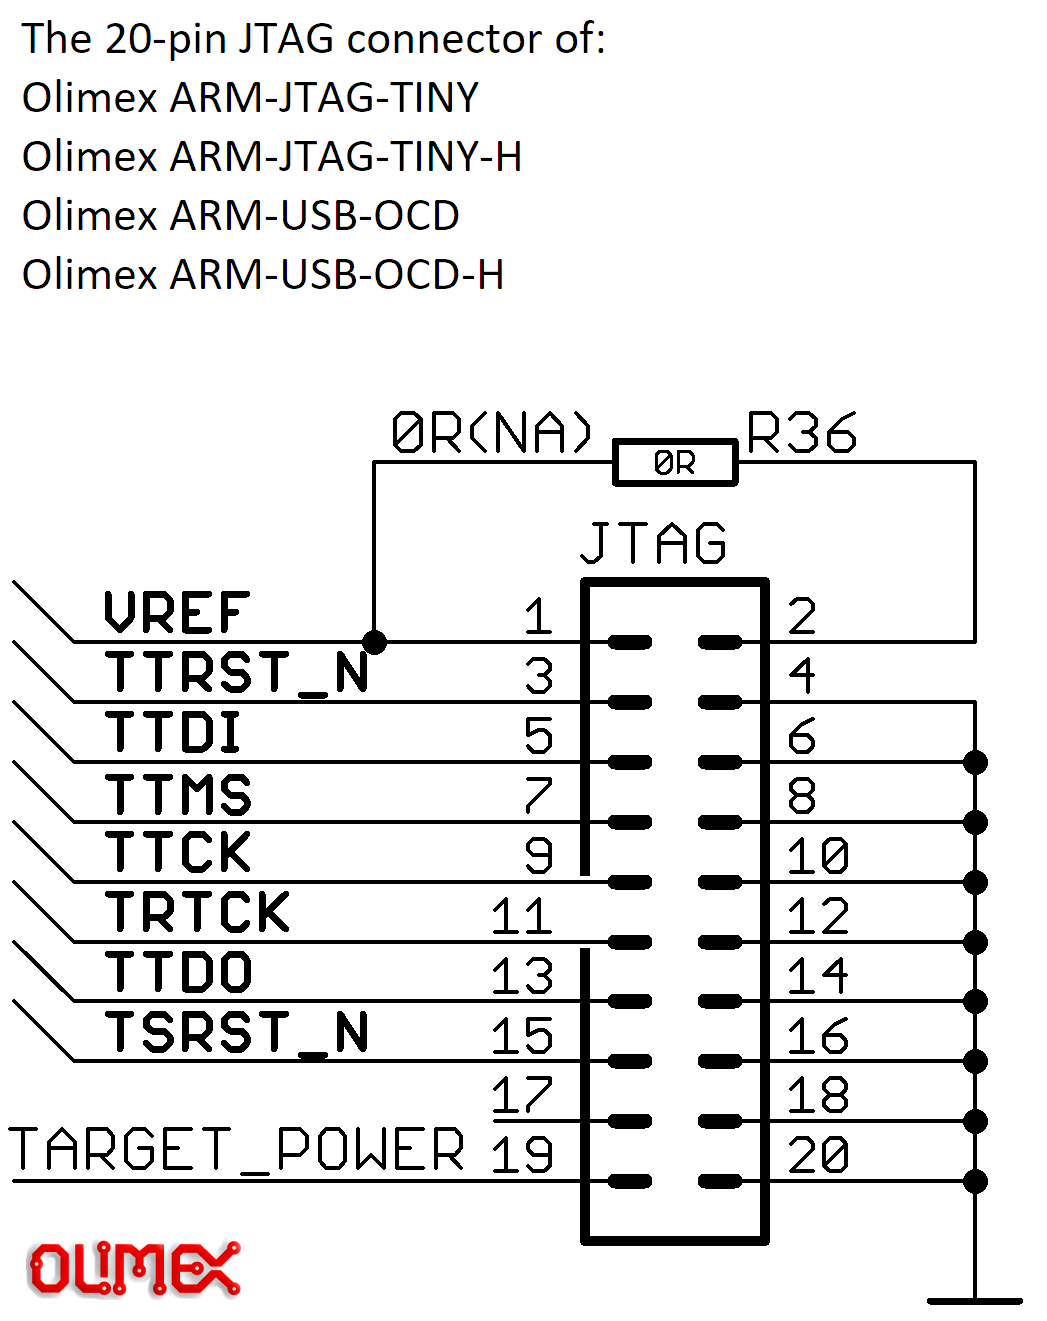 The 20-pin JTAG connector of:
Olimex ARM-JTAG-TINY
Olimex ARM-JTAG-TINY-H
Olimex ARM-USB-OCD
Olimex ARM-USB-OCD-H
0R(NA) 0R R36
JTAG
VREF 1 2
TTRST_N 3 4
TTDI 5 6
TTMS 7 8
TTCK 9 10
TRTCK 11 12
TTDO 13 14
TSRST_N 15 16
17 18
TARGET_POWER 19 20
OLIMEX